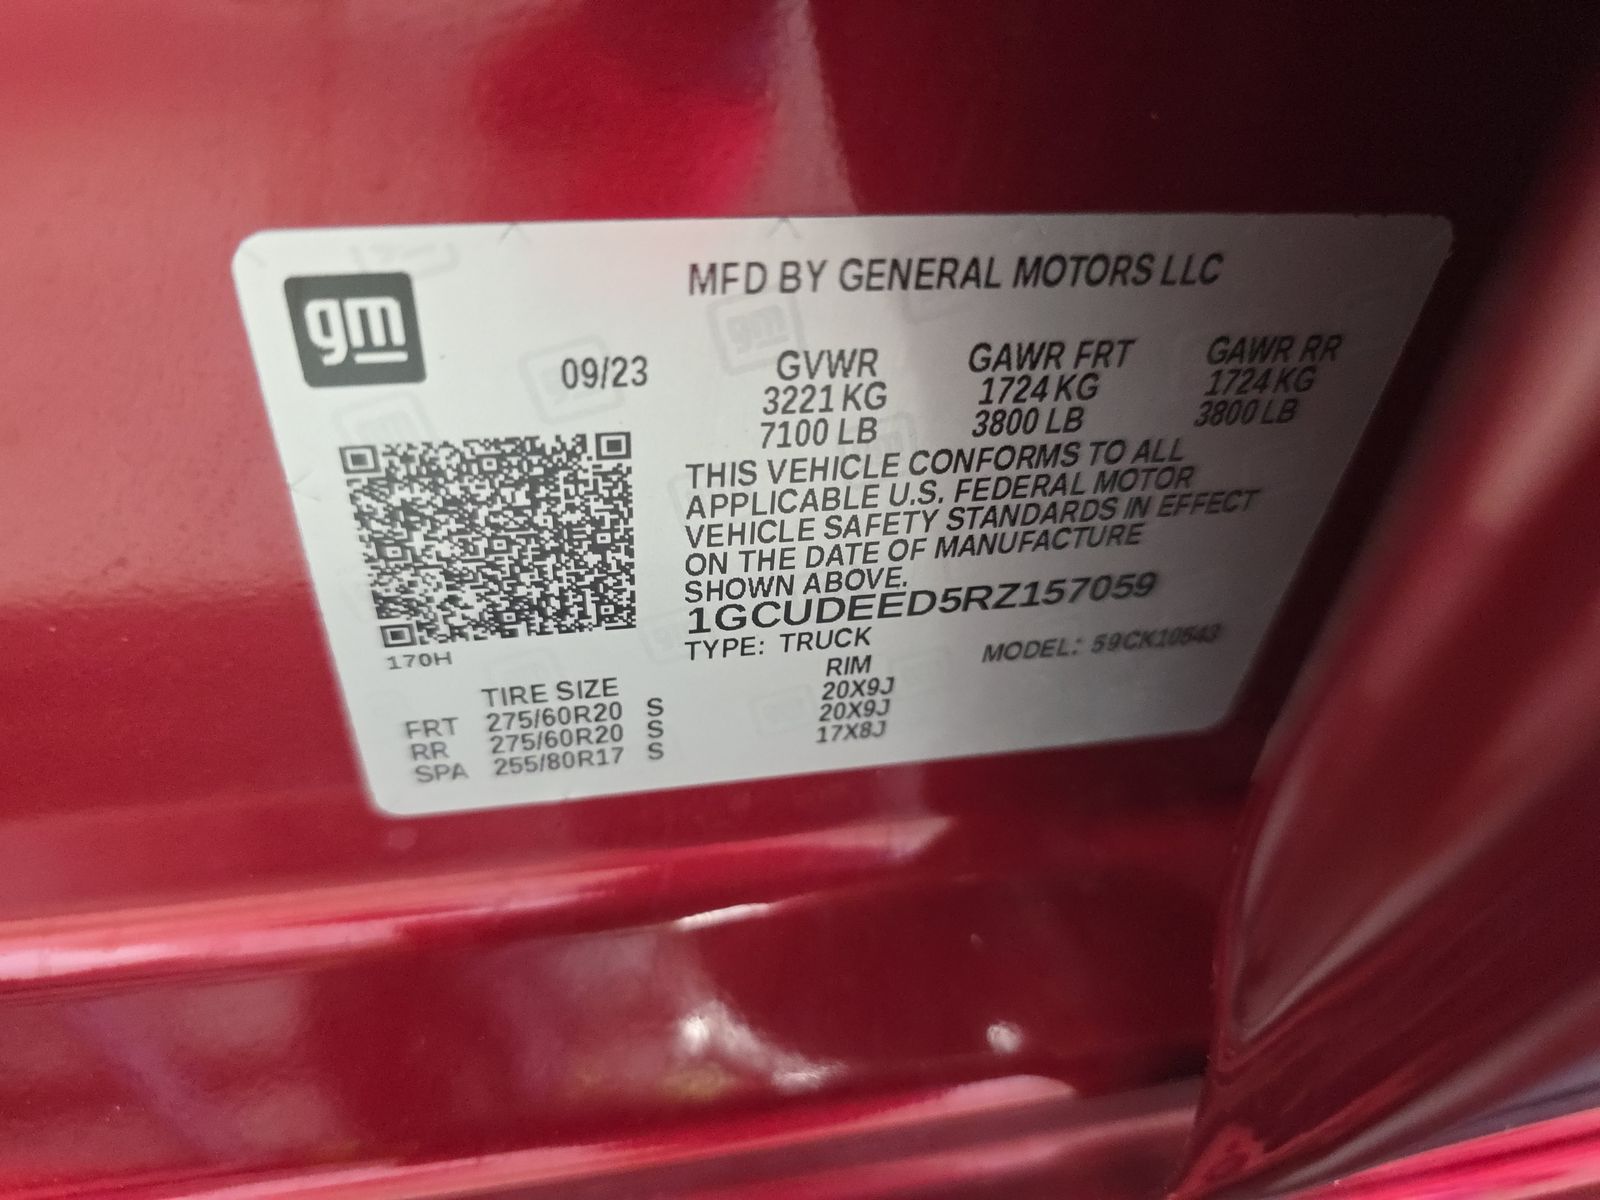 gm
MFD BY GENERAL MOTORS LLC
09/23
GVWR GAWR FRT GAWR RR
3221 KG 1724 KG 1724 KG
7100 LB 3800 LB 3800 LB
THIS VEHICLE CONFORMS TO ALL
APPLICABLE U.S. FEDERAL MOTOR
VEHICLE SAFETY STANDARDS IN EFFECT
ON THE DATE OF MANUFACTURE
SHOWN ABOVE.
1GCUDEED5RZ157059
TYPE: TRUCK MODEL: 59CK10543
170H
TIRE SIZE RIM
FRT 275/60R20 S 20X9J
RR 275/60R20 S 20X9J
SPA 255/80R17 S 17X8J